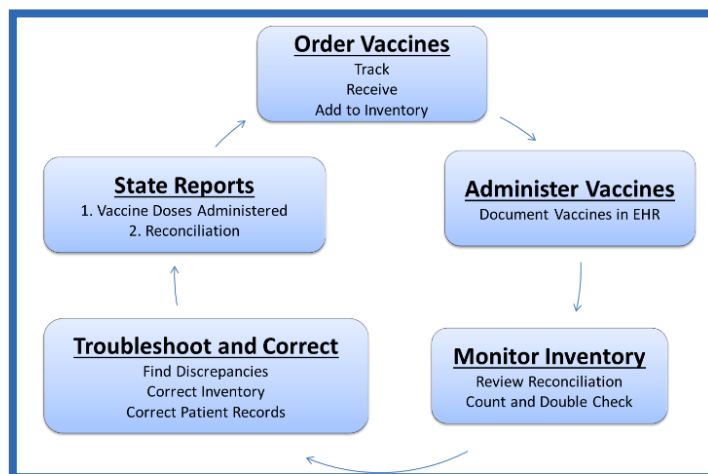 Order Vaccines
Track
Receive
Add to Inventory
Administer Vaccines
Document Vaccines in EHR
Monitor Inventory
Review Reconciliation
Count and Double Check
Troubleshoot and Correct
Find Discrepancies
Correct Inventory
Correct Patient Records
State Reports
1. Vaccine Doses Administered
2. Reconciliation